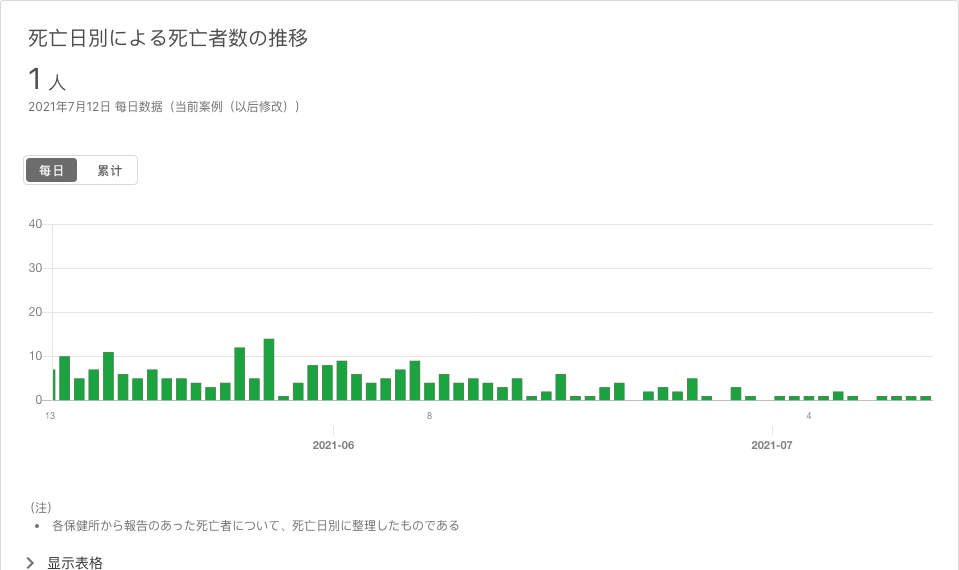 死亡日別による死亡者数の推移
1 人
2021年7月12日 每日数据（当前案例（以后修改））
每日 累计
40
30
20
10
0
13 8 4
2021-06 2021-07
（注）
• 各保健所から報告のあった死亡者について、死亡日別に整理したものである
显示表格